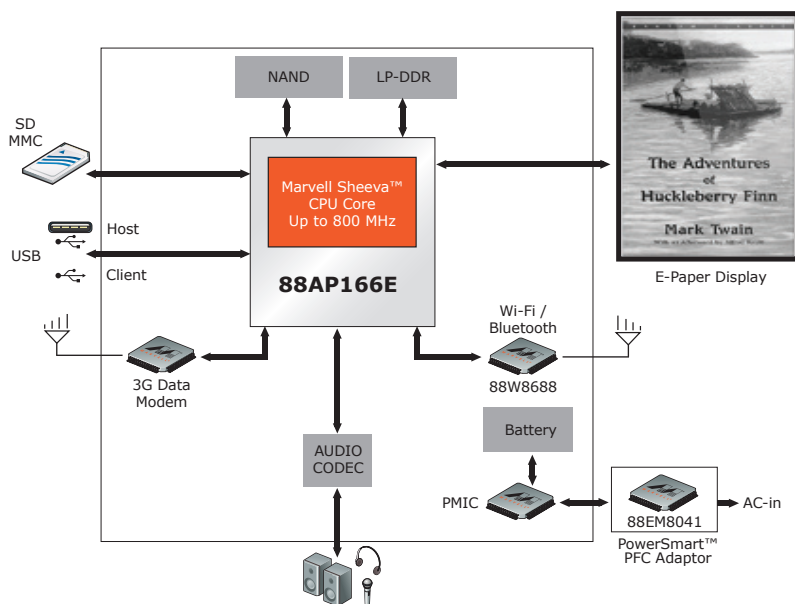 NAND
LP-DDR
SD
MMC
Marvell Sheeva™
CPU Core
Up to 800 MHz
The Adventures
of
Huckleberry Finn
Mark Twain
Host
USB
Client
88AP166E
E-Paper Display
Wi-Fi /
Bluetooth
3G Data
Modem
88W8688
AUDIO
CODEC
Battery
PMIC
88EM8041
AC-in
PowerSmart™
PFC Adaptor